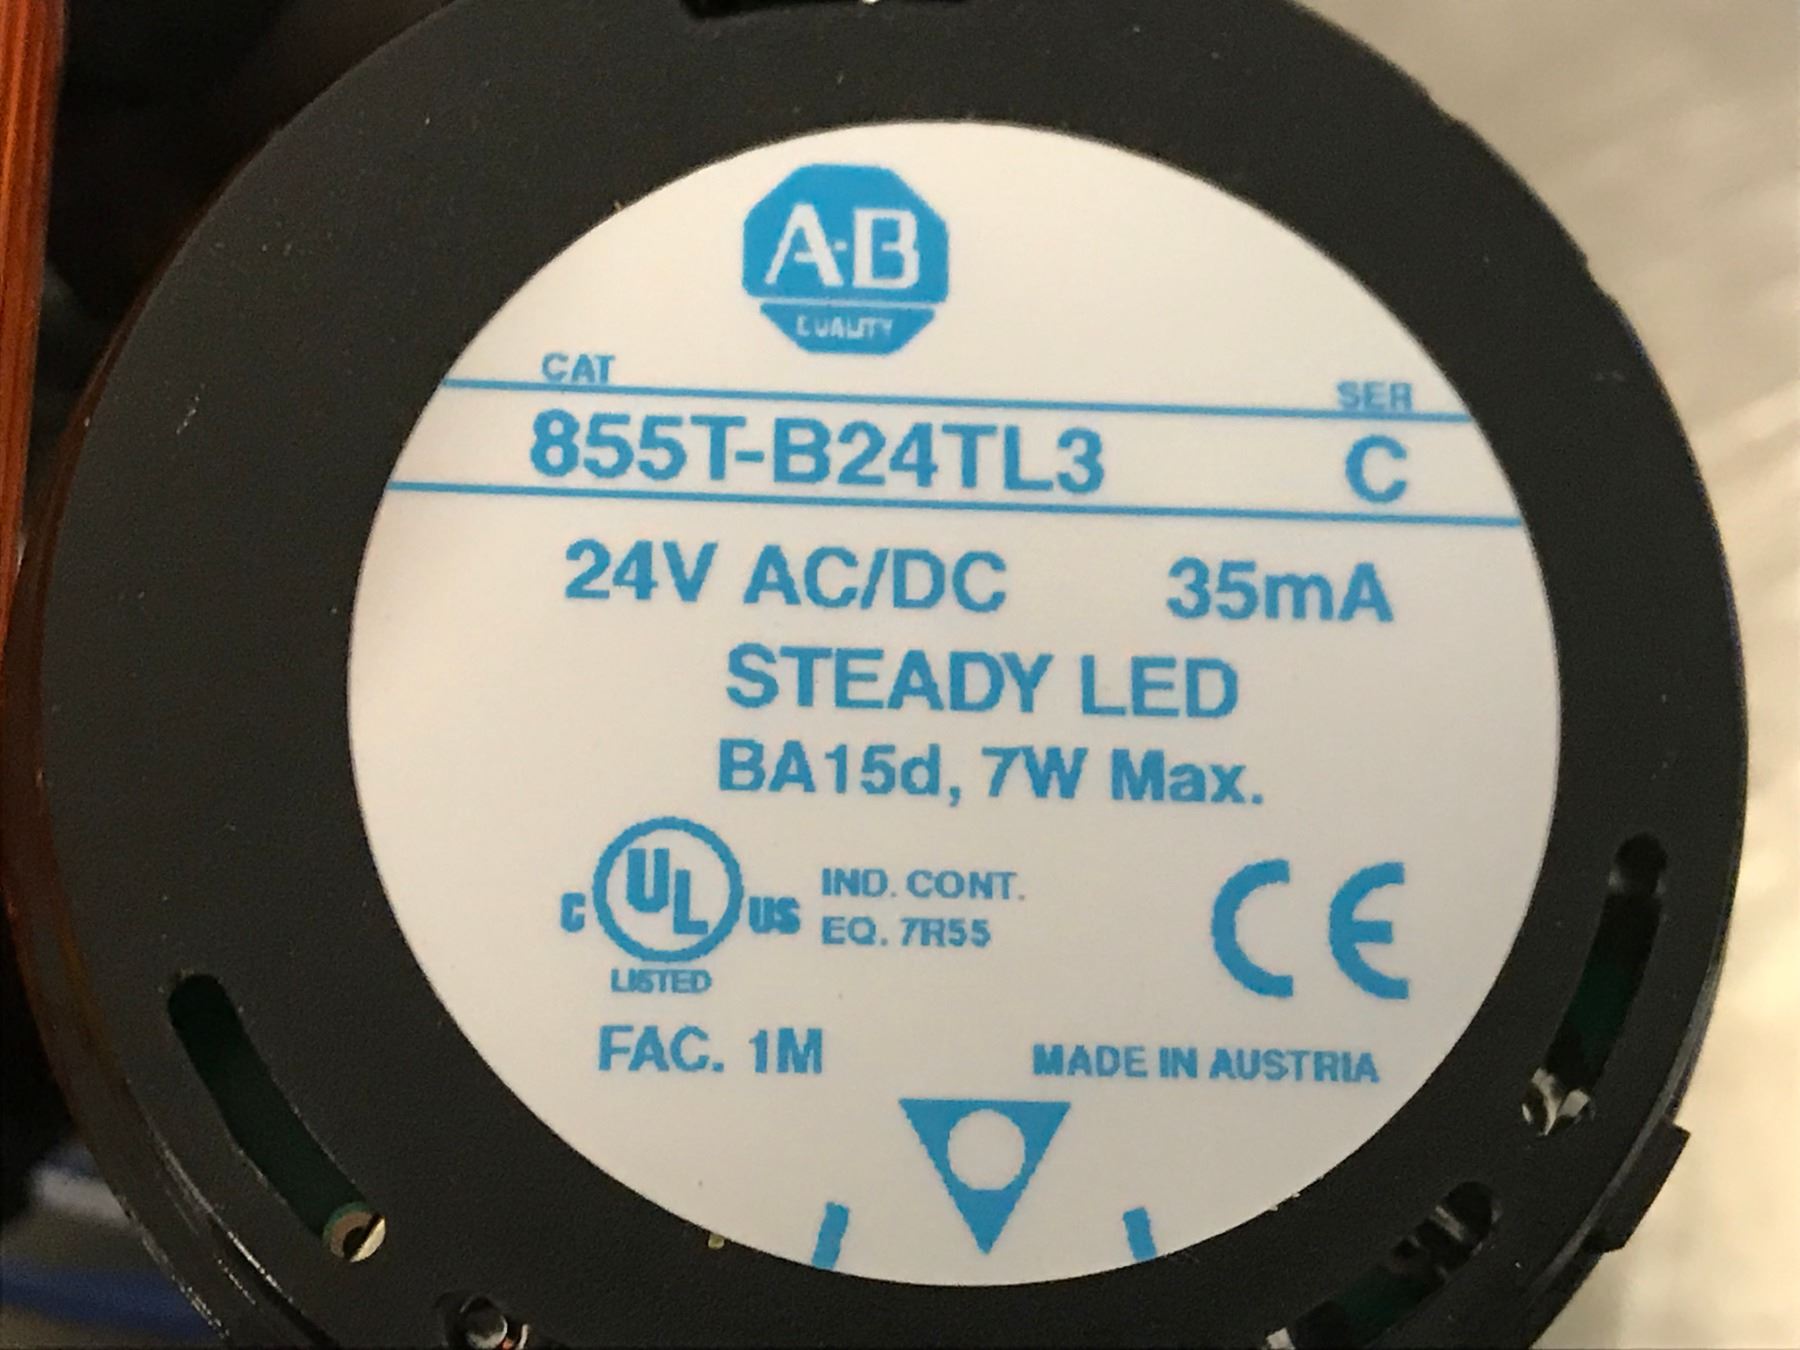 A-B
QUALITY
CAT SER
855T-B24TL3 C
24V AC/DC 35mA
STEADY LED
BA15d, 7W Max.
C UL US IND. CONT. CE
EQ. 7R55
LISTED
FAC. 1M MADE IN AUSTRIA